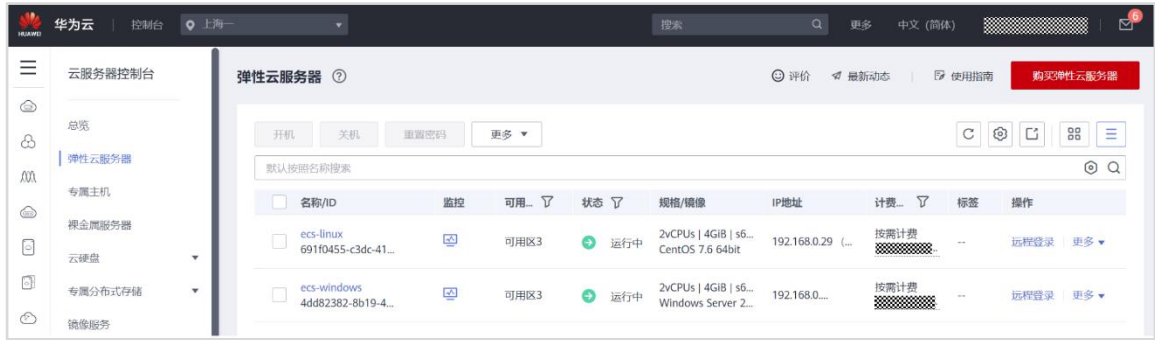 HUAWEI 华为云 控制台 上海一 搜索 更多 中文 (简体) 6
云服务器控制台
总览
弹性云服务器
专属主机
裸金属服务器
云硬盘
专属分布式存储
镜像服务
弹性云服务器 评价 最新动态 使用指南 购买弹性云服务器
开机 关机 重置密码 更多
默认按照名称搜索
名称/ID 监控 可用... 状态 规格/镜像 IP地址 计费... 标签 操作
ecs-linux
691f0455-c3dc-41...
可用区3 运行中
2vCPUs | 4GiB | s6...
CentOS 7.6 64bit
192.168.0.29 (...
按需计费
-- 远程登录 更多
ecs-windows
4dd82382-8b19-4...
可用区3 运行中
2vCPUs | 4GiB | s6...
Windows Server 2...
192.168.0....
按需计费
-- 远程登录 更多